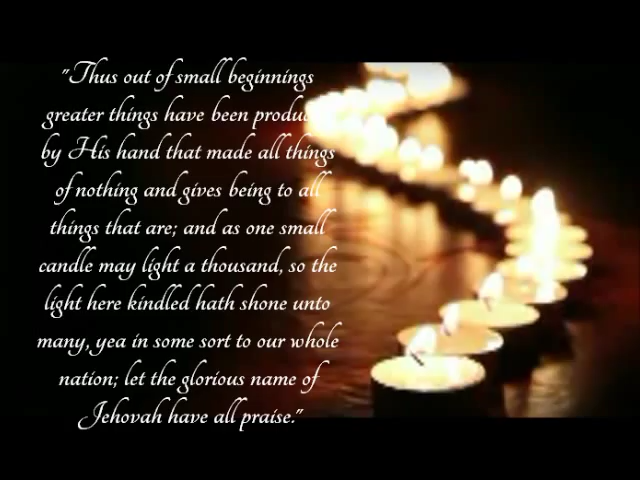 "Thus out of small beginnings
greater things have been produ
by His hand that made all things
of nothing and gives being to all
things that are; and as one small
candle may light a thousand, so the
light here kindled hath shone unto
many, yea in some sort to our whole
nation; let the glorious name of
Jehovah have all praise."